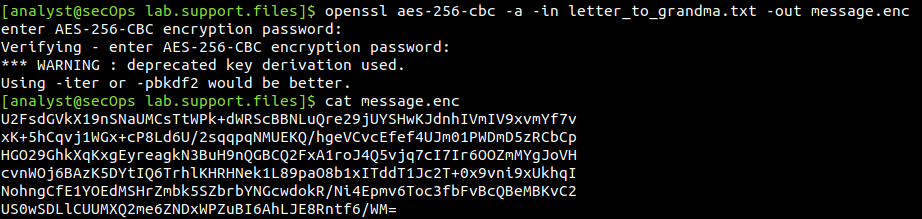 [analyst@secOps lab.support.files]$ openssl aes-256-cbc -a -in letter_to_grandma.txt -out message.enc
enter AES-256-CBC encryption password:
Verifying - enter AES-256-CBC encryption password:
*** WARNING : deprecated key derivation used.
Using -iter or -pbkdf2 would be better.
[analyst@secOps lab.support.files]$ cat message.enc
U2FsdGVkX19nSNaUMCsTtWPk+dWRScBBNLuQre29jUYSHwKJdnhIVmIV9xvmYf7v
xK+5hCqvj1WGx+cP8Ld6U/2sqqpqNMUEKQ/hgeVCvcEfef4UJm01PWDmD5zRCbCp
HGO29GhkXqKxgEyreagkN3BuH9nQGBCQ2FxA1roJ4Q5vjq7cI7Ir6OOZmMYgJoVH
cvnWOj6BAzK5DYtIQ6TrhlKHRHNek1L89paO8b1xITddT1Jc2T+0x9vni9xUkhqI
NohngCfE1YOEdMSHrZmbk5SZbrbYNGcwdokR/Ni4Epmv6Toc3fbFvBcQBeMBKvC2
US0wSDLlCUUMXQ2me6ZNDxWPZuBI6AhLJE8Rntf6/WM=